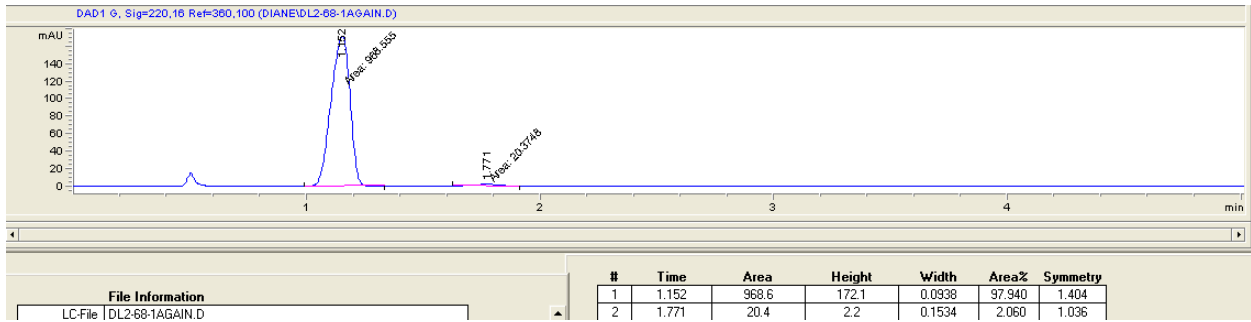 DAD1 G, Sig=220,16 Ref=360,100 (DIANE\DL2-68-1AGAIN.D)
mAU
140
120
100
80
60
40
20
0
1.152
Area: 968.555
1.771
Area: 20.3748
1 2 3 4 min
# Time Area Height Width Area% Symmetry
1 1.152 968.6 172.1 0.0938 97.940 1.404
2 1.771 20.4 2.2 0.1534 2.060 1.036
File Information
LC-File DL2-68-1AGAIN.D